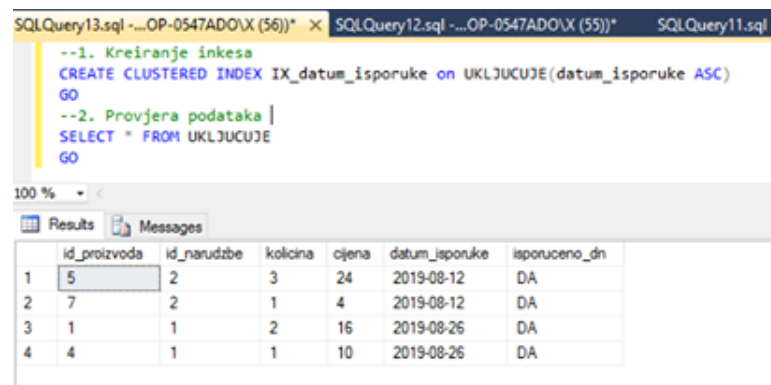 SQLQuery13.sql -...OP-0547ADO\X (56))* × SQLQuery12.sql -...OP-0547ADO\X (55))* SQLQuery11.sql
--1. Kreiranje inkesa
CREATE CLUSTERED INDEX IX_datum_isporuke on UKLJUCUJE(datum_isporuke ASC)
GO
--2. Provjera podataka
SELECT * FROM UKLJUCUJE
GO
100 %
Results Messages
id_proizvoda id_narudzbe kolicina cijena datum_isporuke isporuceno_dn
1 5 2 3 24 2019-08-12 DA
2 7 2 1 4 2019-08-12 DA
3 1 1 2 16 2019-08-26 DA
4 4 1 1 10 2019-08-26 DA